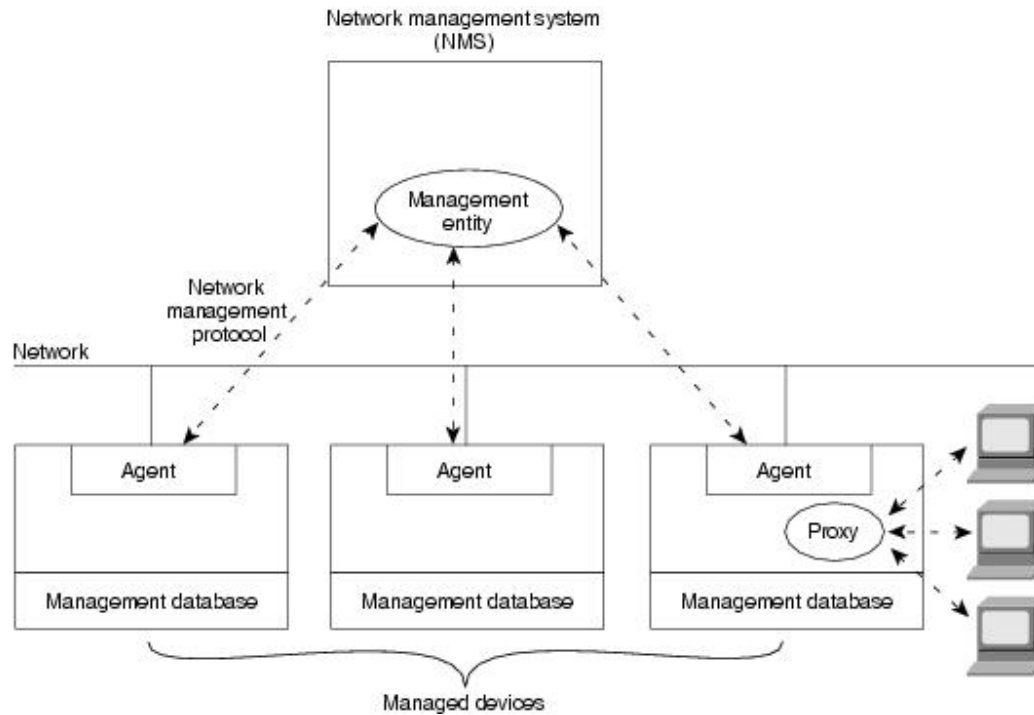 Network management system
(NMS)
Management
entity
Network
management
protocol
Network
Agent
Agent
Agent
Proxy
Management database
Management database
Management database
Managed devices